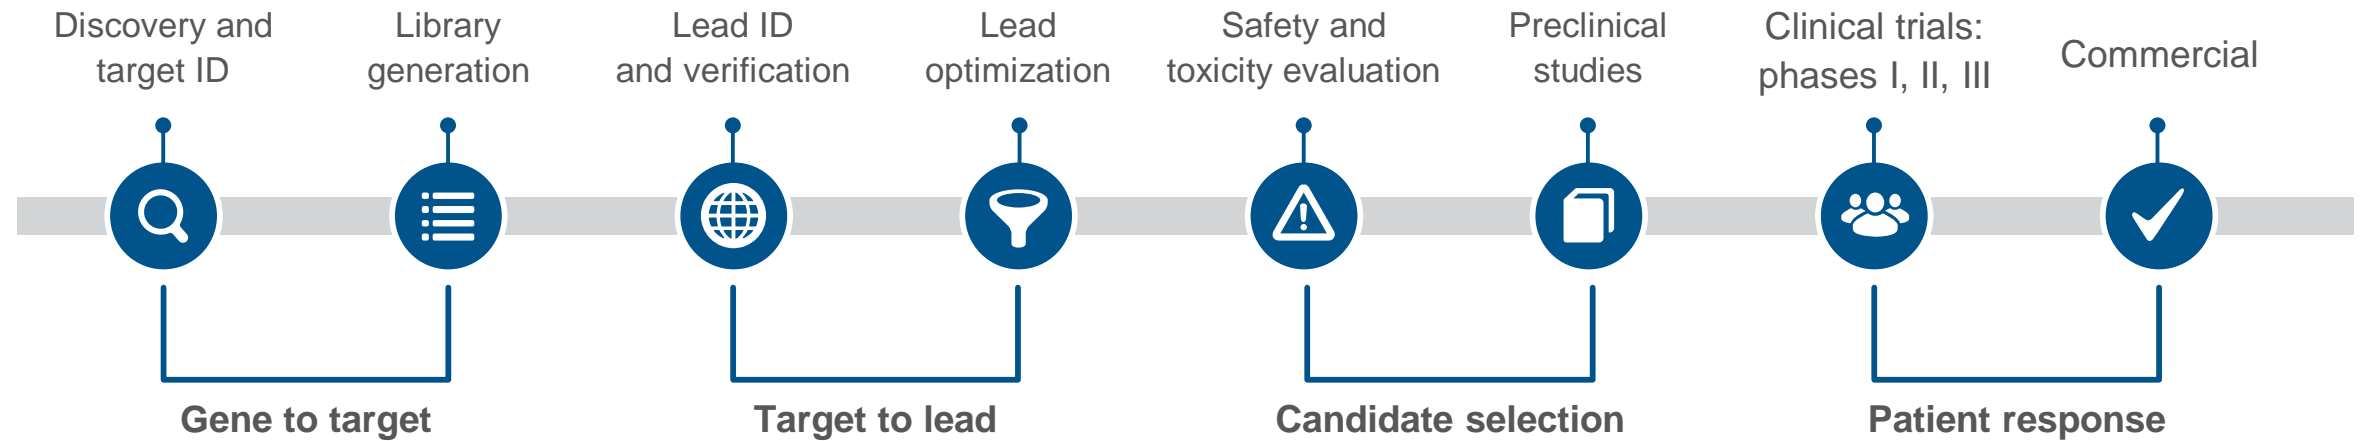 Discovery and
target ID
Library
generation
Lead ID
and verification
Lead
optimization
Safety and
toxicity evaluation
Preclinical
studies
Clinical trials:
phases I, II, III
Commercial
Gene to target
Target to lead
Candidate selection
Patient response